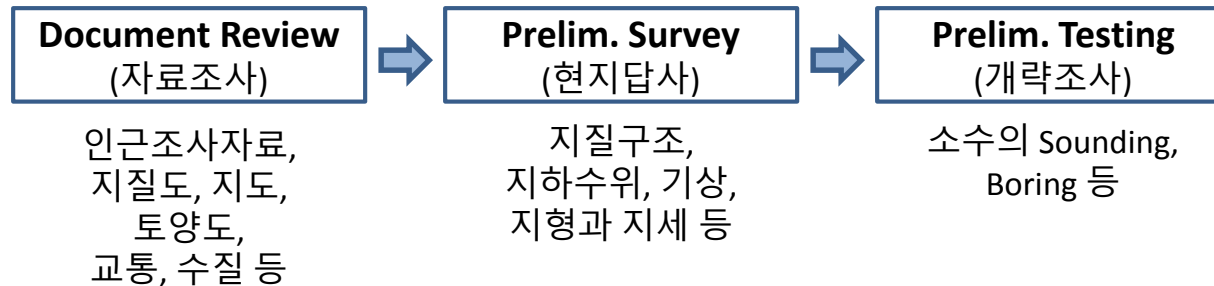 Document Review
(자료조사)
인근조사자료,
지질도, 지도,
토양도,
교통, 수질 등
Prelim. Survey
(현지답사)
지질구조,
지하수위, 기상,
지형과 지세 등
Prelim. Testing
(개략조사)
소수의 Sounding,
Boring 등